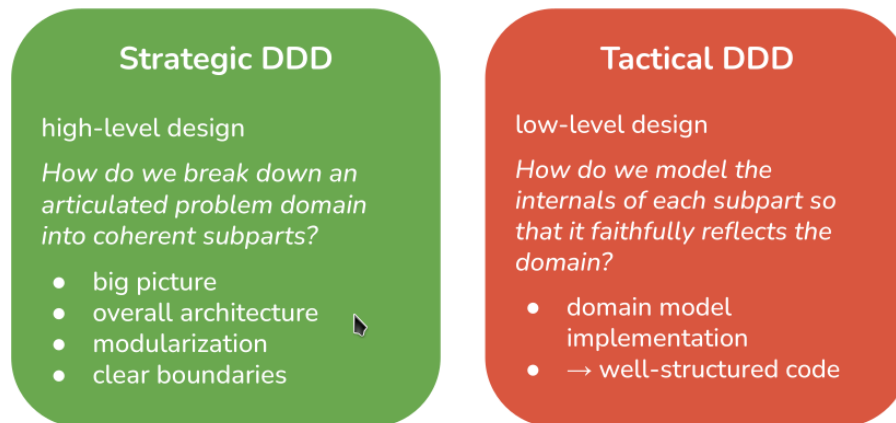 Strategic DDD
high-level design
How do we break down an
articulated problem domain
into coherent subparts?
● big picture
● overall architecture
● modularization
● clear boundaries
Tactical DDD
low-level design
How do we model the
internals of each subpart so
that it faithfully reflects the
domain?
● domain model
implementation
● → well-structured code